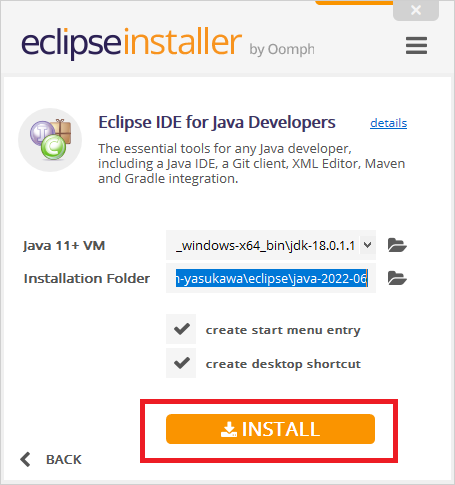 eclipseinstaller by Oomph
Eclipse IDE for Java Developers details
The essential tools for any Java developer,
including a Java IDE, a Git client, XML Editor, Maven
and Gradle integration.
Java 11+ VM _windows-x64_bin\jdk-18.0.1.1
Installation Folder n-yasukawa\eclipse\java-2022-06
create start menu entry
create desktop shortcut
INSTALL
BACK